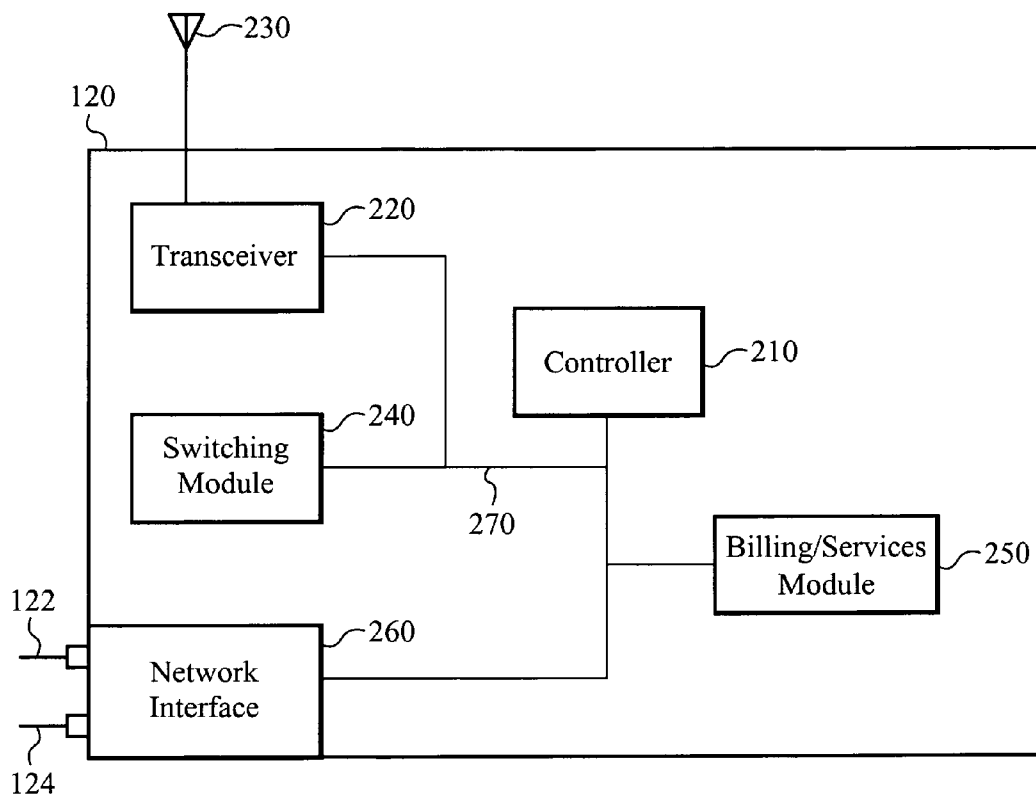 230
120
220
Transceiver
Controller
210
240
Switching
Module
270
Billing/Services
Module
250
122
260
Network
Interface
124